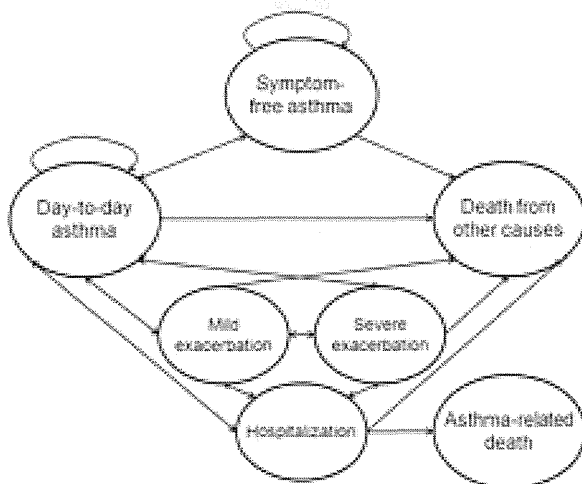 Symptom-
free asthma
Day-to-day
asthma
Death from
other causes
Mild
exacerbation
Severe
exacerbation
Hospitalization
Asthma-related
death